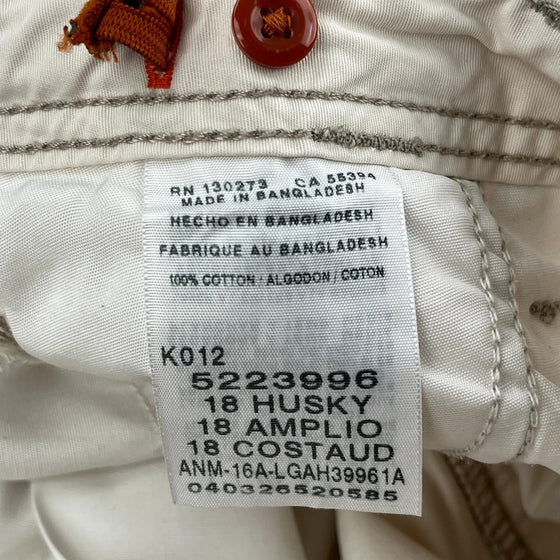 RN 130273 CA 55394
MADE IN BANGLADESH
HECHO EN BANGLADESH
FABRIQUE AU BANGLADESH
100% COTTON / ALGODON / COTON
K012
5223996
18 HUSKY
18 AMPLIO
18 COSTAUD
ANM-16A-LGAH39961A
040326520585